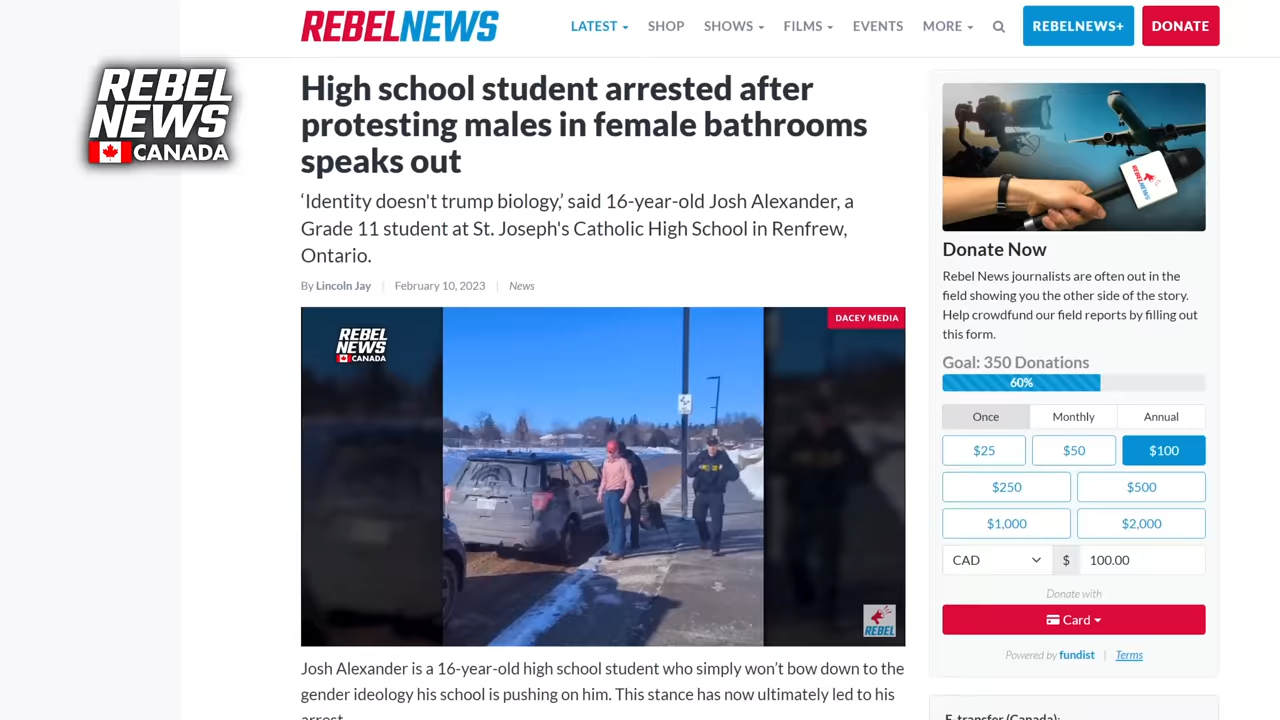 REBELNEWS
LATEST
SHOP
SHOWS
FILMS
EVENTS
MORE
REBELNEWS+
DONATE
REBEL
NEWS
CANADA
High school student arrested after
protesting males in female bathrooms
speaks out
‘Identity doesn't trump biology,’ said 16-year-old Josh Alexander, a
Grade 11 student at St. Joseph's Catholic High School in Renfrew,
Ontario.
By Lincoln Jay | February 10, 2023 | News
DACEY MEDIA
REBEL
NEWS
CANADA
REBEL
Josh Alexander is a 16-year-old high school student who simply won’t bow down to the
gender ideology his school is pushing on him. This stance has now ultimately led to his
arrest.
REBELNEWS
Donate Now
Rebel News journalists are often out in the
field showing you the other side of the story.
Help crowdfund our field reports by filling out
this form.
Goal: 350 Donations
60%
Once
Monthly
Annual
$25
$50
$100
$250
$500
$1,000
$2,000
CAD
$
100.00
Donate with
Card
Powered by fundist | Terms
E-transfer (Canada):